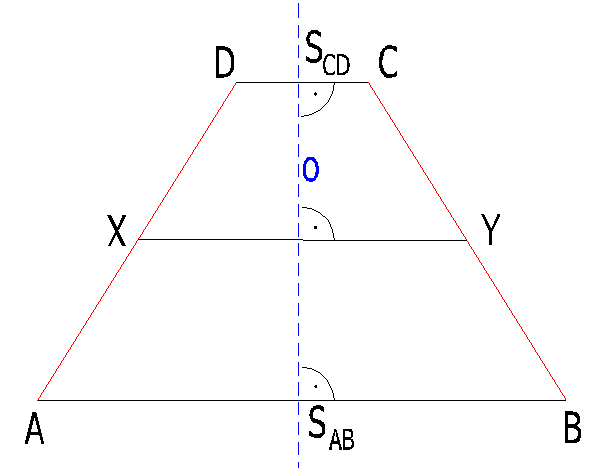 D S_CD C
o
X Y
A S_AB B